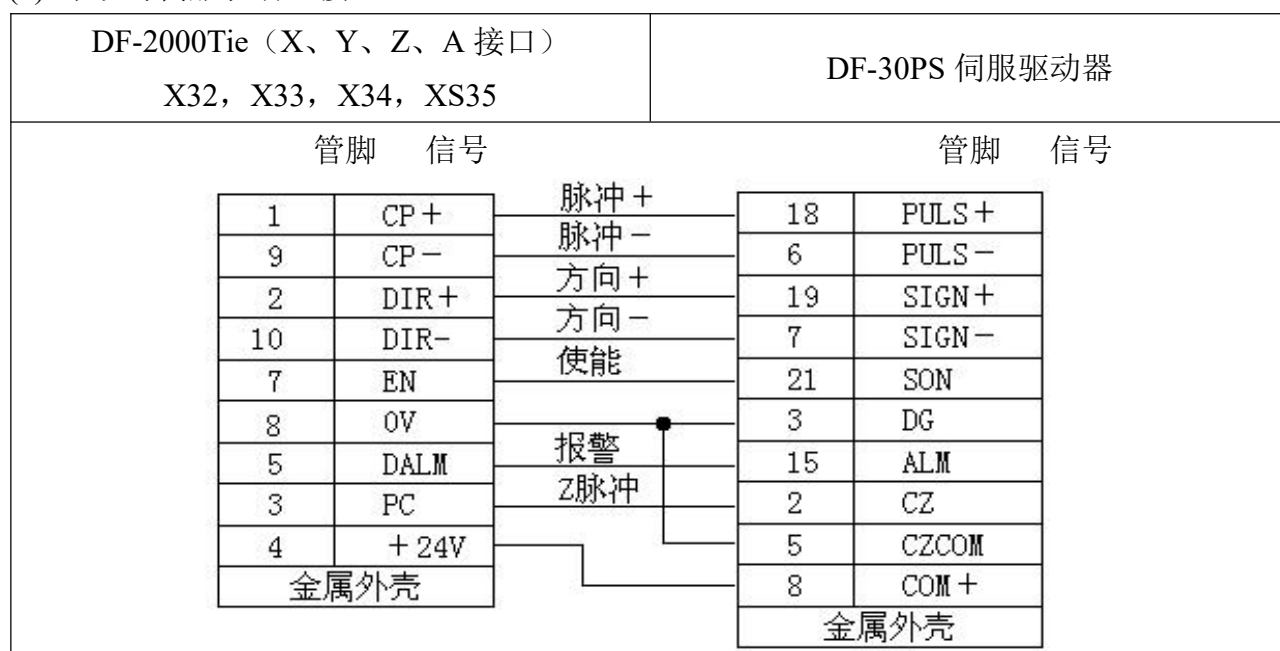 DF-2000Tie（X、Y、Z、A 接口）
X32，X33，X34，XS35
DF-30PS 伺服驱动器
管脚 信号
管脚 信号
1 CP＋ 脉冲＋ 18 PULS＋
9 CP－ 脉冲－ 6 PULS－
2 DIR＋ 方向＋ 19 SIGN＋
10 DIR- 方向－ 7 SIGN－
7 EN 使能 21 SON
8 0V 3 DG
5 DALM 报警 15 ALM
3 PC Z脉冲 2 CZ
4 ＋24V 5 CZCOM
金属外壳 8 COM＋
金属外壳